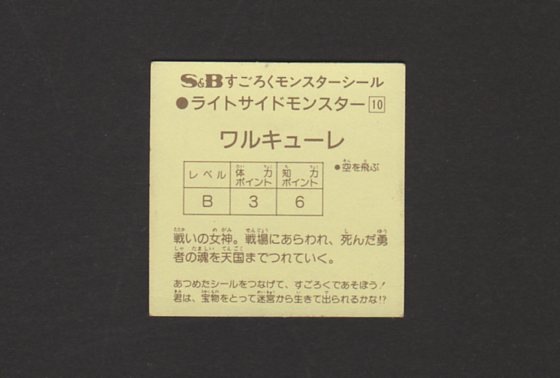 S&Bすごろくモンスターシール
●ライトサイドモンスター10
ワルキューレ
レベル 体力ポイント 知力ポイント
B 3 6
●空を飛ぶ
戦いの女神。戦場にあらわれ、死んだ勇
者の魂を天国までつれていく。
あつめたシールをつなげて、すごろくであそぼう!
君は、宝物をとって迷宮から生きて出られるかな!?